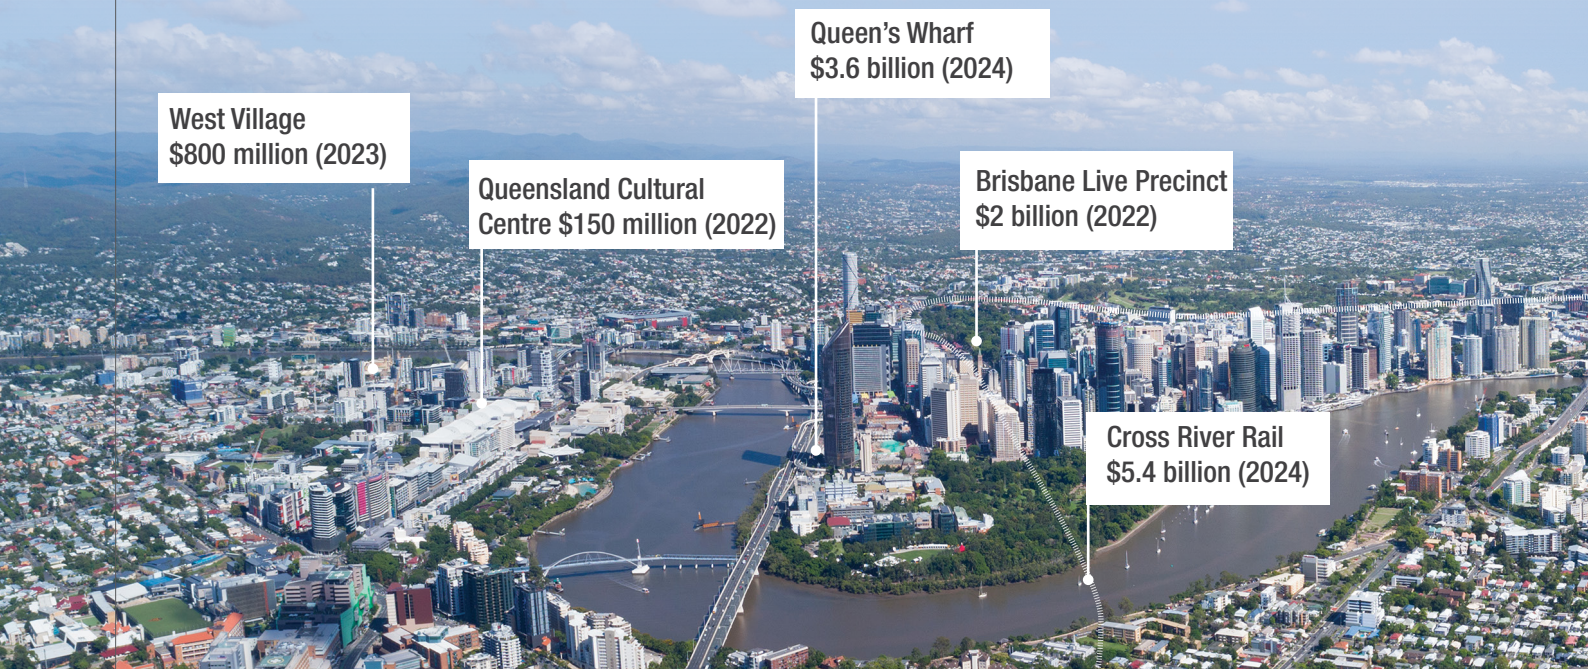 Queen’s Wharf
$3.6 billion (2024)
West Village
$800 million (2023)
Queensland Cultural
Centre $150 million (2022)
Brisbane Live Precinct
$2 billion (2022)
Cross River Rail
$5.4 billion (2024)